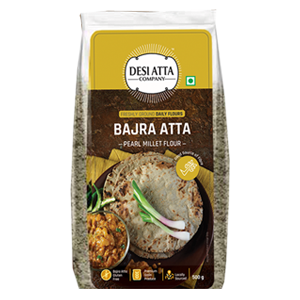 DESI ATTA
COMPANY
FRESHLY GROUND DAILY FLOURS
BAJRA ATTA
PEARL MILLET FLOUR
500 g